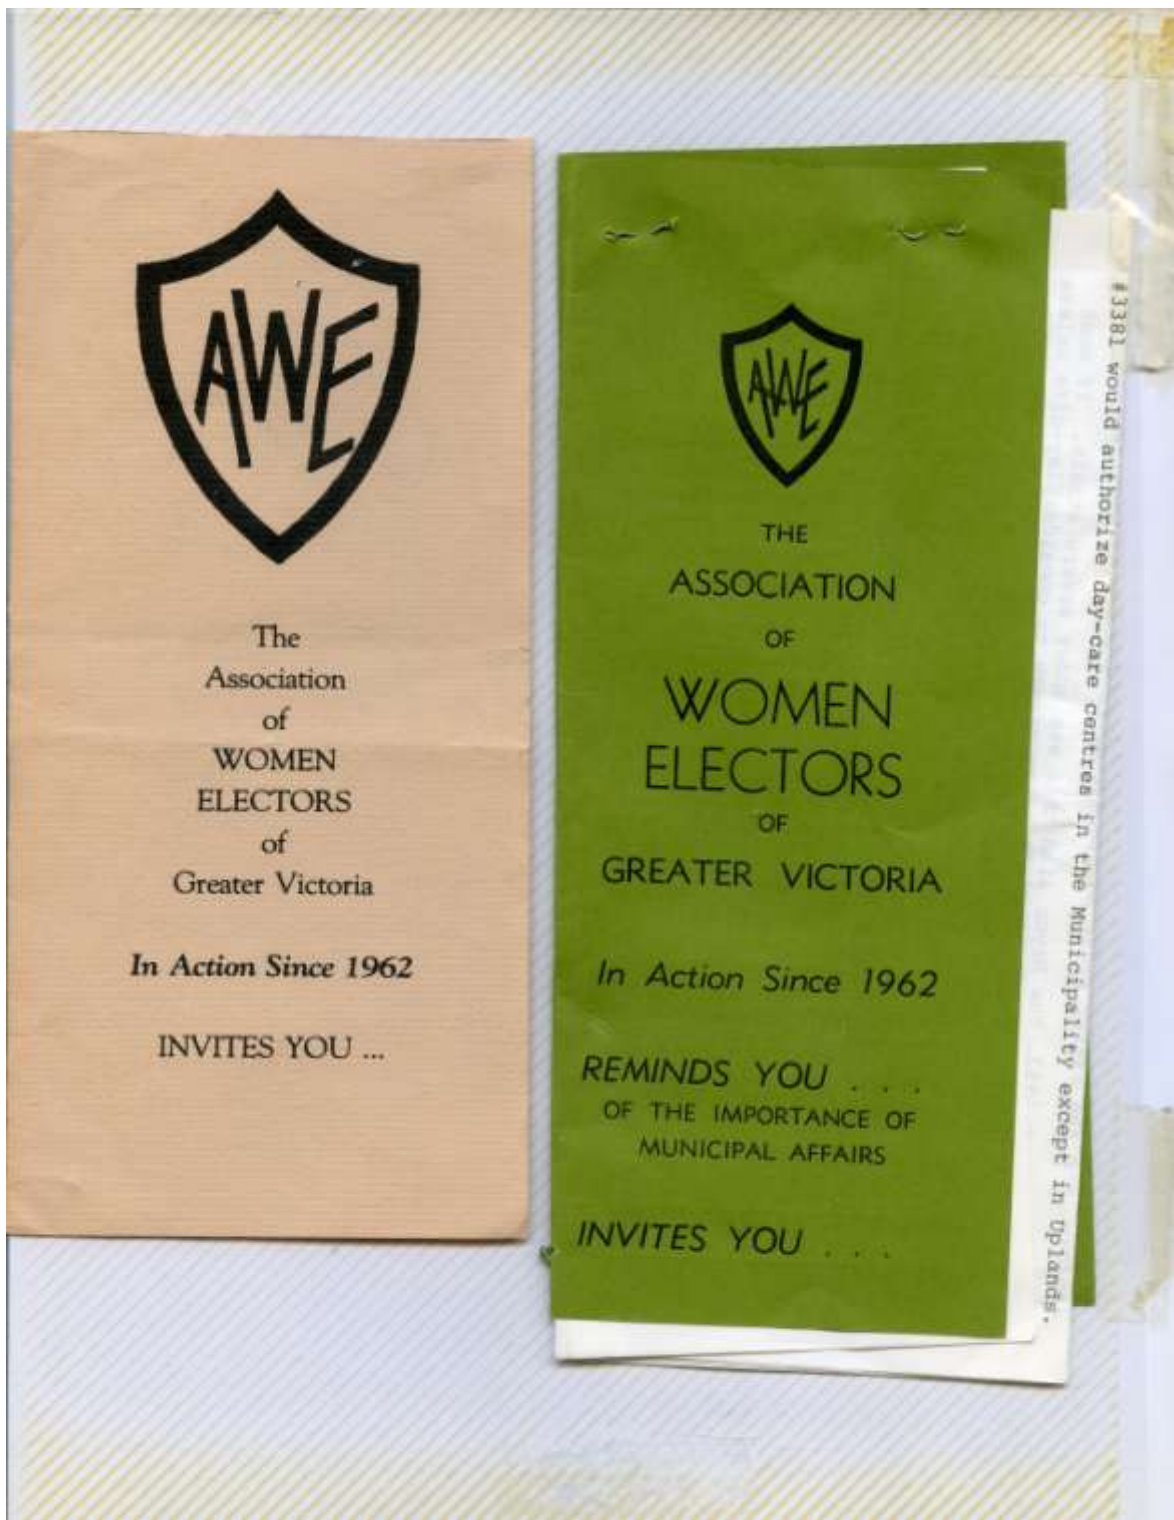 AWE
The
Association
of
WOMEN
ELECTORS
of
Greater Victoria
In Action Since 1962
INVITES YOU ...
AWE
THE
ASSOCIATION
OF
WOMEN
ELECTORS
OF
GREATER VICTORIA
In Action Since 1962
REMINDS YOU . . .
OF THE IMPORTANCE OF
MUNICIPAL AFFAIRS
INVITES YOU . . .
#3381 would authorize day-care centres in the Municipality except in Uplands.